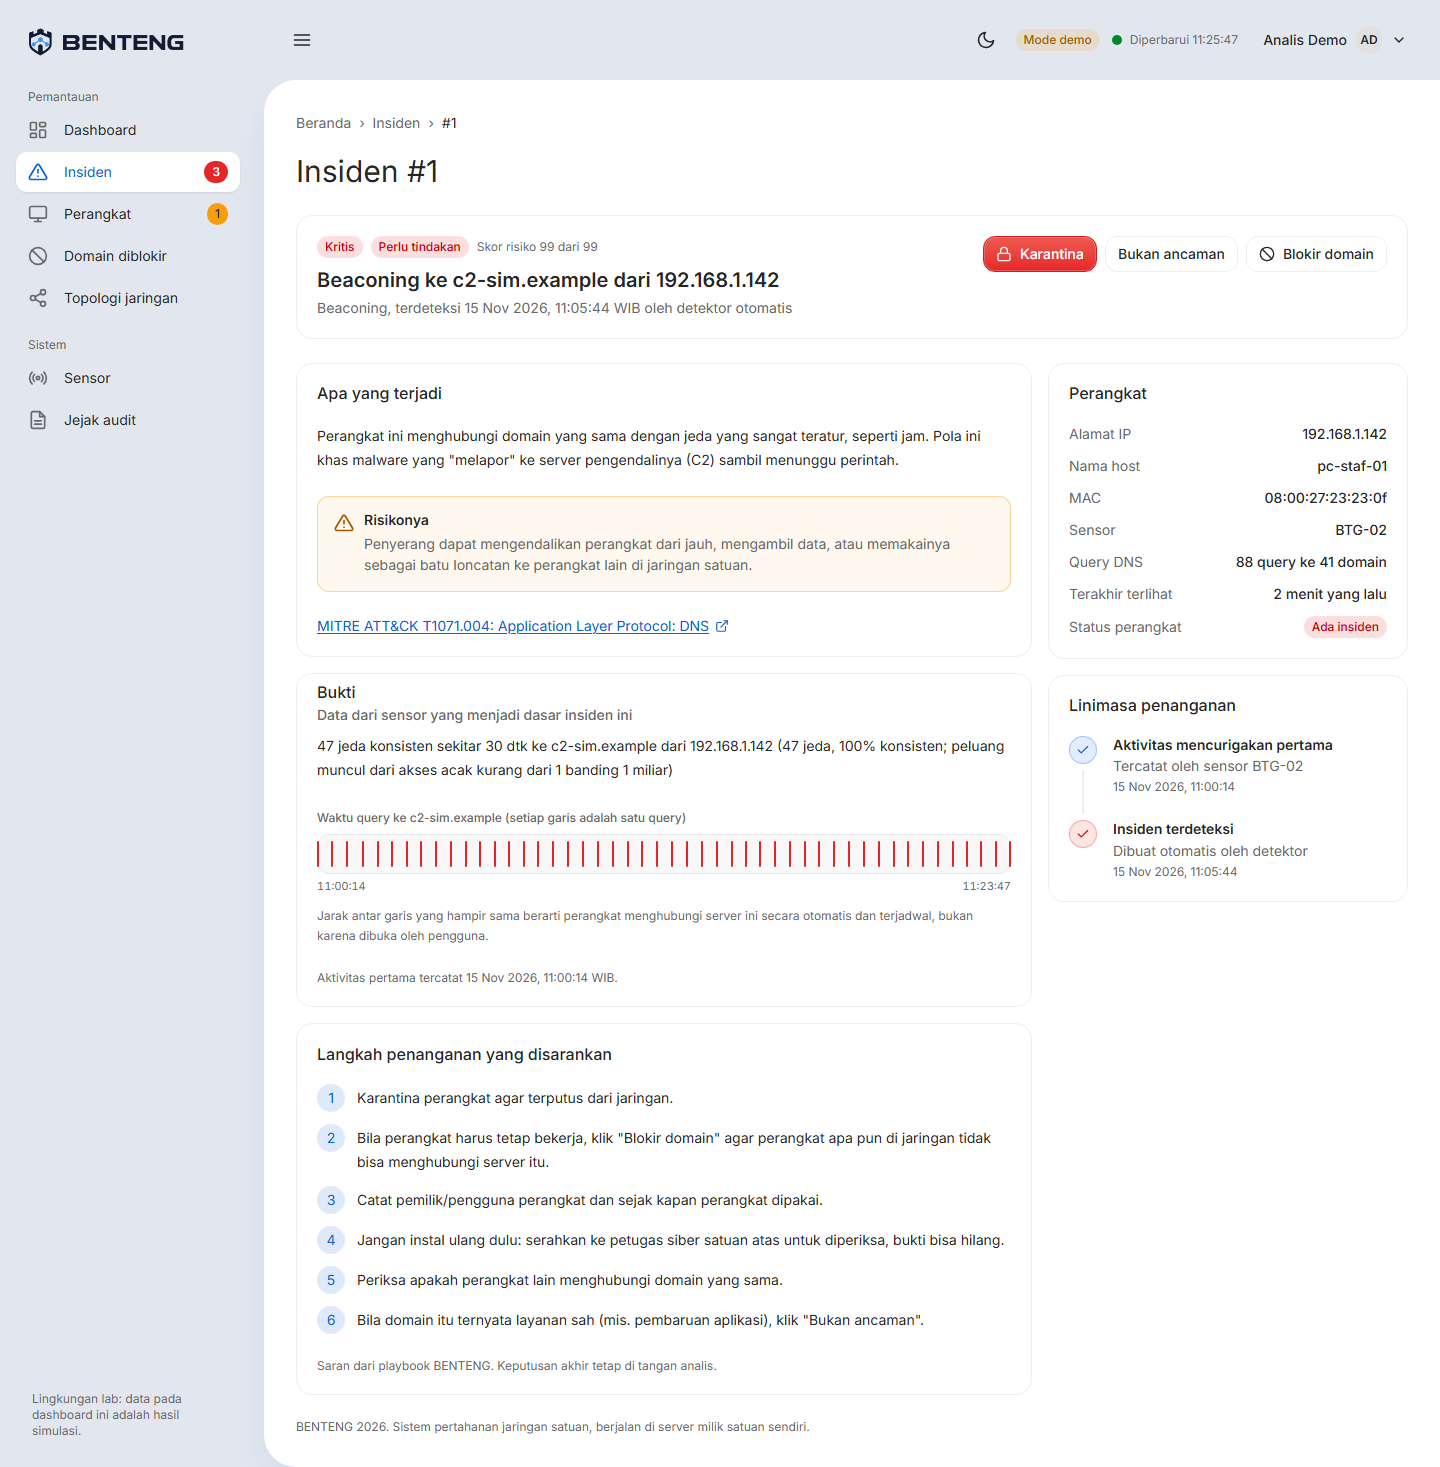 BENTENG
Mode demo
Diperbarui 11:25:47
Analis Demo
AD
Pemantauan
Dashboard
Insiden
3
Perangkat
1
Domain diblokir
Topologi jaringan
Sistem
Sensor
Jejak audit
Lingkungan lab: data pada
dashboard ini adalah hasil
simulasi.
Beranda › Insiden › #1
Insiden #1
Kritis
Perlu tindakan
Skor risiko 99 dari 99
Beaconing ke c2-sim.example dari 192.168.1.142
Beaconing, terdeteksi 15 Nov 2026, 11:05:44 WIB oleh detektor otomatis
Karantina
Bukan ancaman
Blokir domain
Apa yang terjadi
Perangkat ini menghubungi domain yang sama dengan jeda yang sangat teratur, seperti jam. Pola ini
khas malware yang "melapor" ke server pengendalinya (C2) sambil menunggu perintah.
Risikonya
Penyerang dapat mengendalikan perangkat dari jauh, mengambil data, atau memakainya
sebagai batu loncatan ke perangkat lain di jaringan satuan.
MITRE ATT&CK T1071.004: Application Layer Protocol: DNS
Bukti
Data dari sensor yang menjadi dasar insiden ini
47 jeda konsisten sekitar 30 dtk ke c2-sim.example dari 192.168.1.142 (47 jeda, 100% konsisten; peluang
muncul dari akses acak kurang dari 1 banding 1 miliar)
Waktu query ke c2-sim.example (setiap garis adalah satu query)
11:00:14
11:23:47
Jarak antar garis yang hampir sama berarti perangkat menghubungi server ini secara otomatis dan terjadwal, bukan
karena dibuka oleh pengguna.
Aktivitas pertama tercatat 15 Nov 2026, 11:00:14 WIB.
Langkah penanganan yang disarankan
1 Karantina perangkat agar terputus dari jaringan.
2 Bila perangkat harus tetap bekerja, klik "Blokir domain" agar perangkat apa pun di jaringan tidak
bisa menghubungi server itu.
3 Catat pemilik/pengguna perangkat dan sejak kapan perangkat dipakai.
4 Jangan instal ulang dulu: serahkan ke petugas siber satuan atas untuk diperiksa, bukti bisa hilang.
5 Periksa apakah perangkat lain menghubungi domain yang sama.
6 Bila domain itu ternyata layanan sah (mis. pembaruan aplikasi), klik "Bukan ancaman".
Saran dari playbook BENTENG. Keputusan akhir tetap di tangan analis.
Perangkat
Alamat IP 192.168.1.142
Nama host pc-staf-01
MAC 08:00:27:23:23:0f
Sensor BTG-02
Query DNS 88 query ke 41 domain
Terakhir terlihat 2 menit yang lalu
Status perangkat Ada insiden
Linimasa penanganan
Aktivitas mencurigakan pertama
Tercatat oleh sensor BTG-02
15 Nov 2026, 11:00:14
Insiden terdeteksi
Dibuat otomatis oleh detektor
15 Nov 2026, 11:05:44
BENTENG 2026. Sistem pertahanan jaringan satuan, berjalan di server milik satuan sendiri.